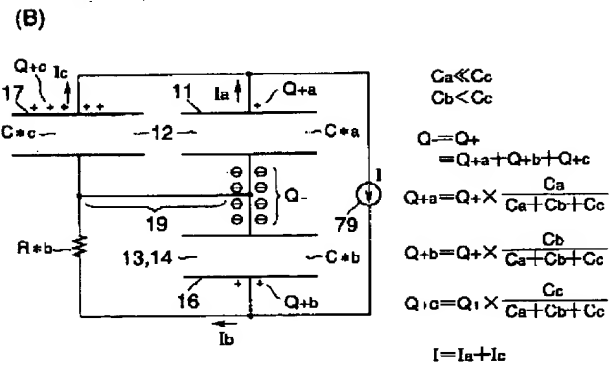 (B)
Q+c
Ic
17
11
Ia
Q+a
C*c
12
C*a
I
Q-
19
79
R*b
13,14
C*b
16
Q+b
Ib
Ca≪Cc
Cb<Cc
Q-=Q+
=Q+a+Q+b+Q+c
Q+a=Q+×Ca/Ca+Cb+Cc
Q+b=Q+×Cb/Ca+Cb+Cc
Q+c=Q+×Cc/Ca+Cb+Cc
I=Ia+Ic